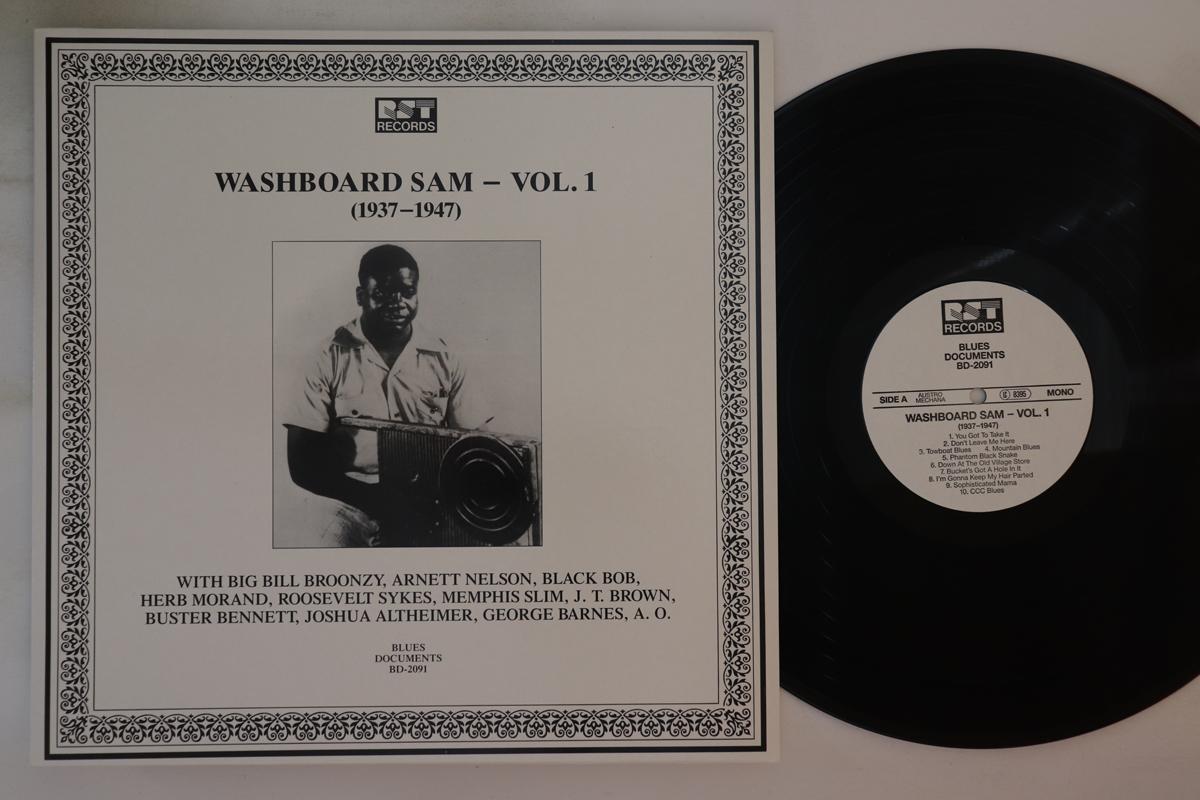 RST
RECORDS
WASHBOARD SAM – VOL. 1
(1937–1947)
WITH BIG BILL BROONZY, ARNETT NELSON, BLACK BOB,
HERB MORAND, ROOSEVELT SYKES, MEMPHIS SLIM, J. T. BROWN,
BUSTER BENNETT, JOSHUA ALTHEIMER, GEORGE BARNES, A. O.
BLUES
DOCUMENTS
BD-2091
RST
RECORDS
BLUES
DOCUMENTS
BD-2091
SIDE A AUSTRO MECHANA LC 8395 MONO
WASHBOARD SAM – VOL. 1
(1937–1947)
1. You Got To Take It
2. Don't Leave Me Here
3. Towboat Blues 4. Mountain Blues
5. Phantom Black Snake
6. Down At The Old Village Store
7. Bucket's Got A Hole In It
8. I'm Gonna Keep My Hair Parted
9. Sophisticated Mama
10. CCC Blues